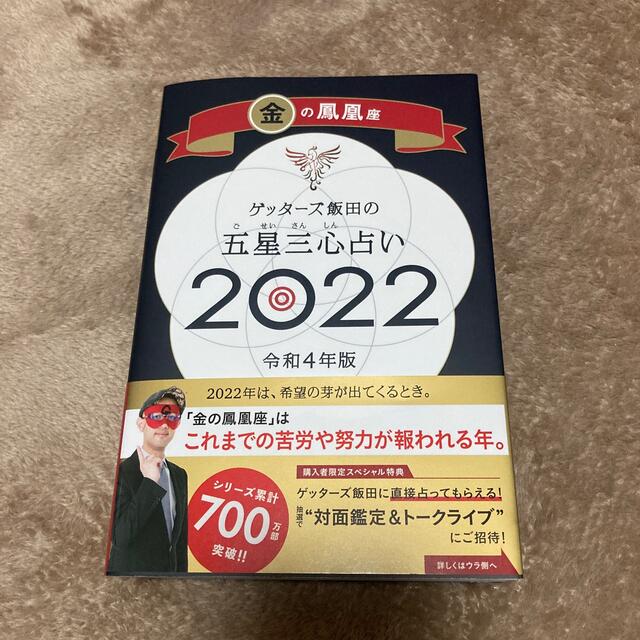 金の鳳凰座
ゲッターズ飯田の
ご せい さん しん
五星三心占い
2022
令和4年版
2022年は、希望の芽が出てくるとき。
「金の鳳凰座」は
これまでの苦労や努力が報われる年。
シリーズ累計
700万部
突破!!
購入者限定スペシャル特典
ゲッターズ飯田に直接占ってもらえる!
抽選で“対面鑑定&トークライブ”
にご招待!
詳しくはウラ側へ